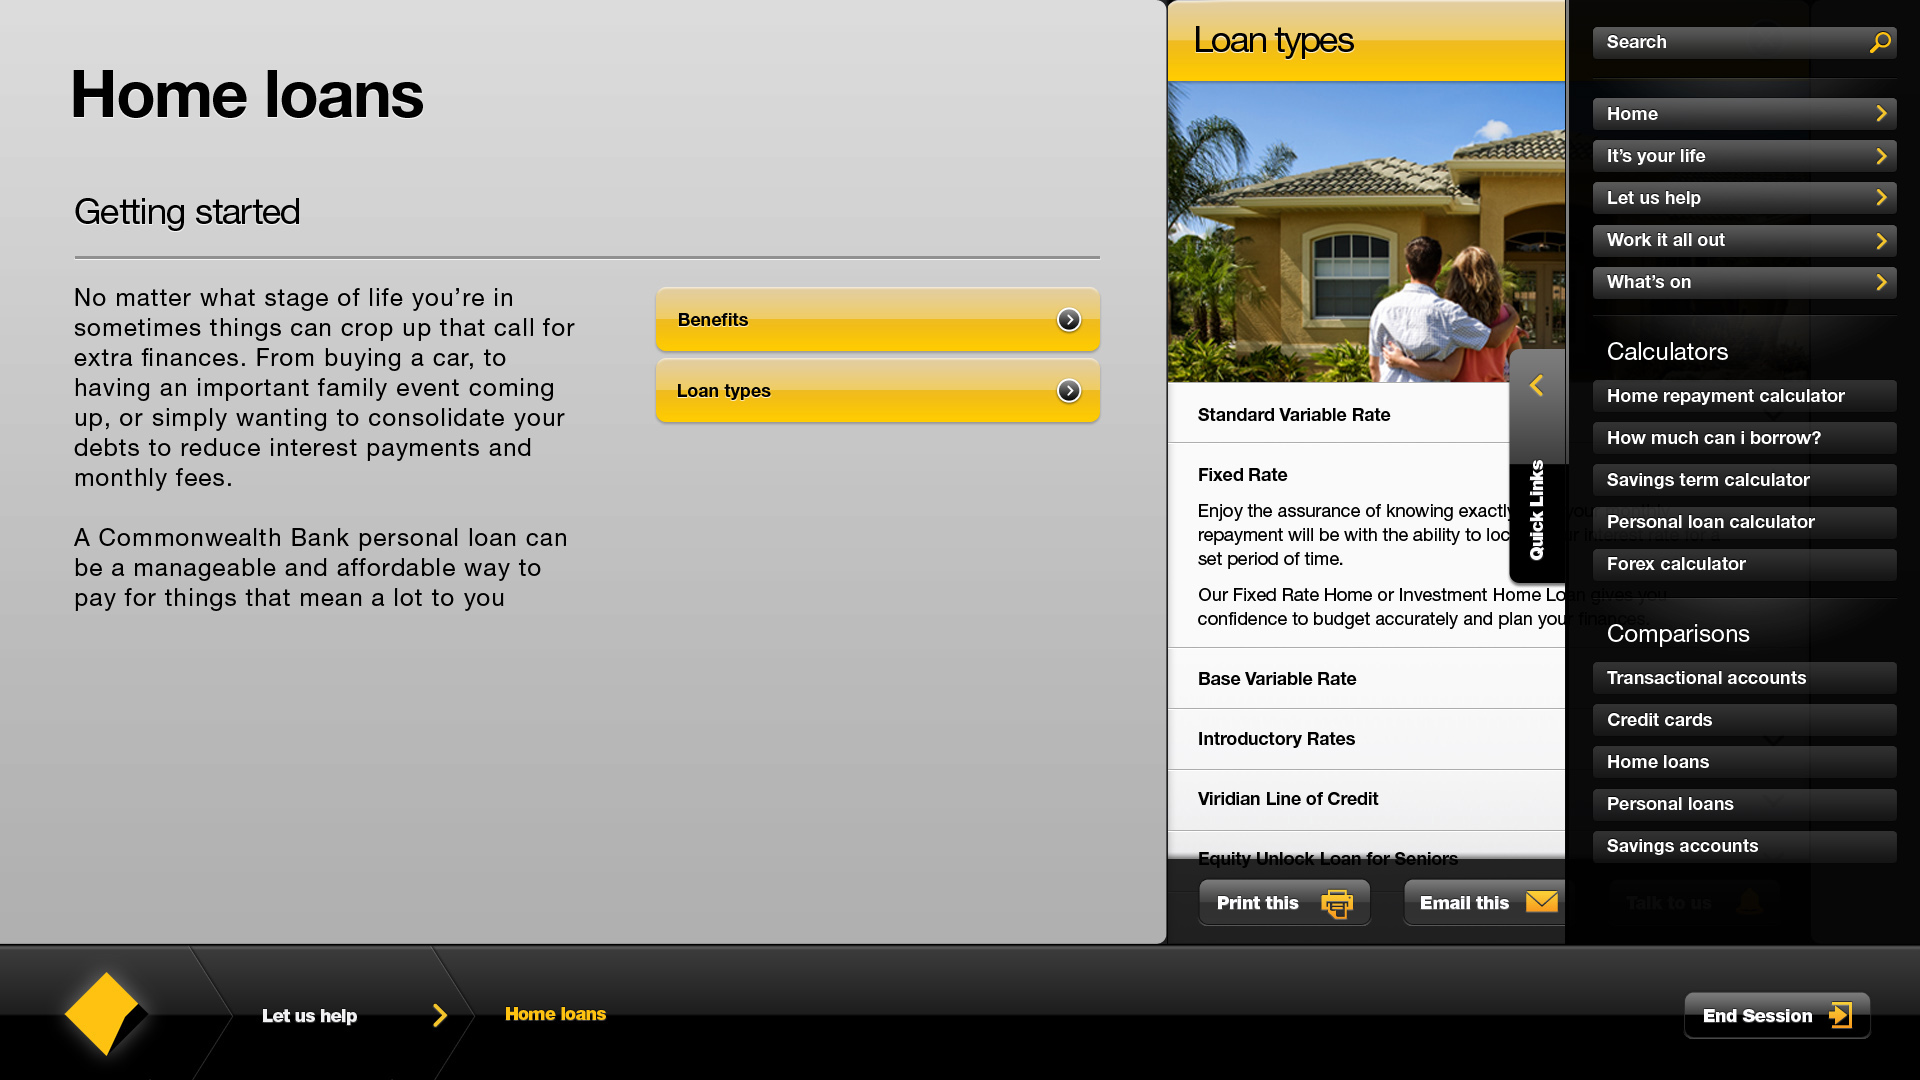 Home loans
Getting started
No matter what stage of life you’re in
sometimes things can crop up that call for
extra finances. From buying a car, to
having an important family event coming
up, or simply wanting to consolidate your
debts to reduce interest payments and
monthly fees.
A Commonwealth Bank personal loan can
be a manageable and affordable way to
pay for things that mean a lot to you
Benefits
Loan types
Loan types
Standard Variable Rate
Fixed Rate
Enjoy the assurance of knowing exactly your monthly
repayment will be with the ability to interest rate for a
set period of time.
Our Fixed Rate Home or Investment Home Loan gives you
confidence to budget accurately and plan your finances.
Base Variable Rate
Introductory Rates
Viridian Line of Credit
Equity Unlock Loan for Seniors
Print this
Email this
Talk to us
Quick Links
Search
Home
It’s your life
Let us help
Work it all out
What’s on
Calculators
Home repayment calculator
How much can i borrow?
Savings term calculator
Personal loan calculator
Forex calculator
Comparisons
Transactional accounts
Credit cards
Home loans
Personal loans
Savings accounts
Let us help
Home loans
End Session